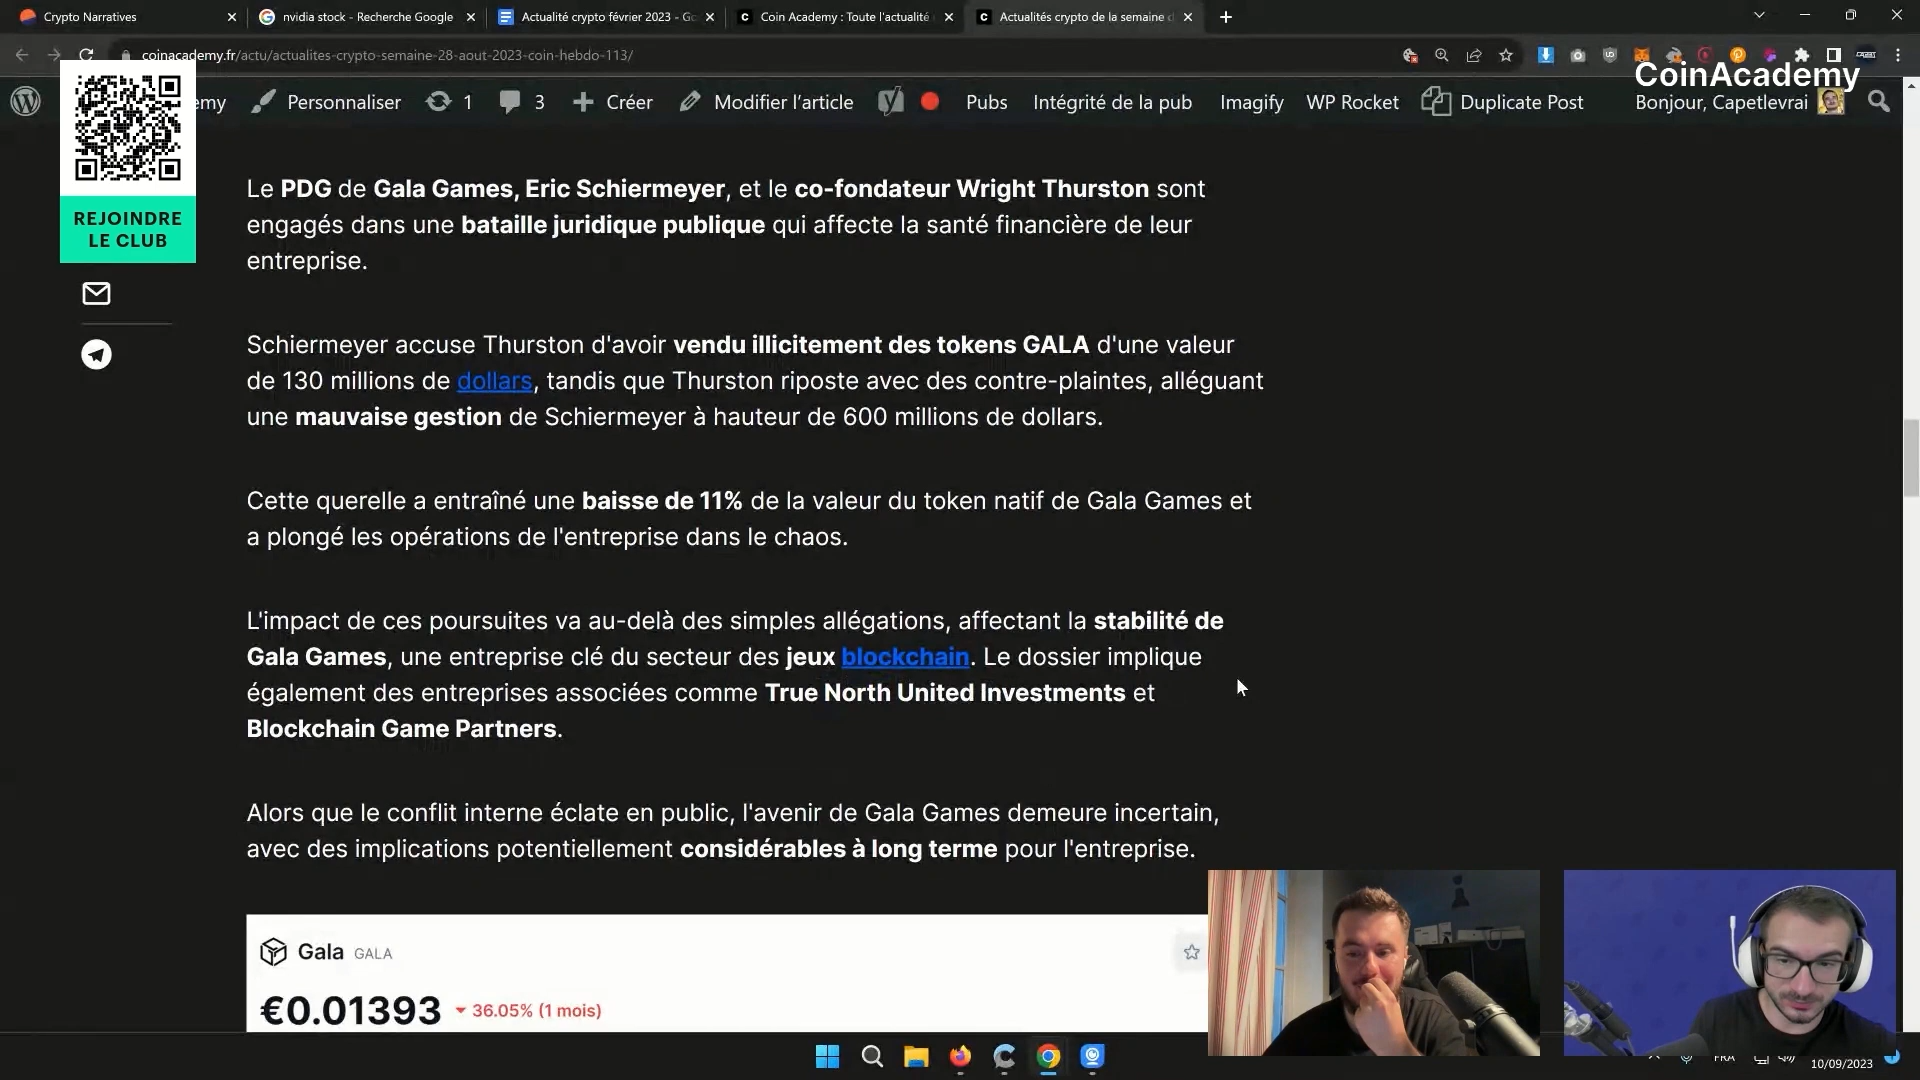 Crypto Narratives
nvidia stock - Recherche Google
Actualité crypto février 2023 - Go
Coin Academy : Toute l'actualité
Actualités crypto de la semaine d
coinacademy.fr/actu/actualites-crypto-semaine-28-aout-2023-coin-hebdo-113/
CoinAcademy
emy
Personnaliser
1
3
Créer
Modifier l'article
Pubs
Intégrité de la pub
Imagify
WP Rocket
Duplicate Post
Bonjour, Capetlevrai
REJOINDRE
LE CLUB
Le PDG de Gala Games, Eric Schiermeyer, et le co-fondateur Wright Thurston sont
engagés dans une bataille juridique publique qui affecte la santé financière de leur
entreprise.
Schiermeyer accuse Thurston d'avoir vendu illicitement des tokens GALA d'une valeur
de 130 millions de dollars, tandis que Thurston riposte avec des contre-plaintes, alléguant
une mauvaise gestion de Schiermeyer à hauteur de 600 millions de dollars.
Cette querelle a entraîné une baisse de 11% de la valeur du token natif de Gala Games et
a plongé les opérations de l'entreprise dans le chaos.
L'impact de ces poursuites va au-delà des simples allégations, affectant la stabilité de
Gala Games, une entreprise clé du secteur des jeux blockchain. Le dossier implique
également des entreprises associées comme True North United Investments et
Blockchain Game Partners.
Alors que le conflit interne éclate en public, l'avenir de Gala Games demeure incertain,
avec des implications potentiellement considérables à long terme pour l'entreprise.
Gala GALA
€0.01393 36.05% (1 mois)
FRA
10/09/2023